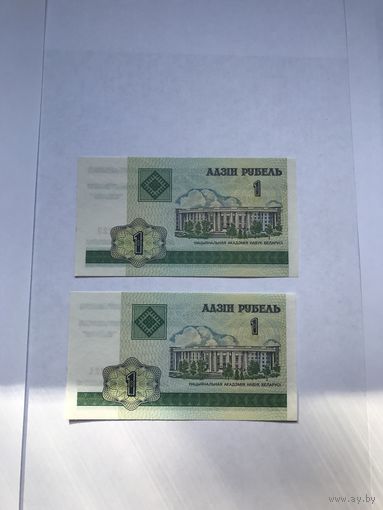 АДЗІН РУБЕЛЬ
1
НАЦЫЯНАЛЬНАЯ АКАДЭМІЯ НАВУК БЕЛАРУСІ
1
АДЗІН РУБЕЛЬ
1
НАЦЫЯНАЛЬНАЯ АКАДЭМІЯ НАВУК БЕЛАРУСІ
1
www.ay.by